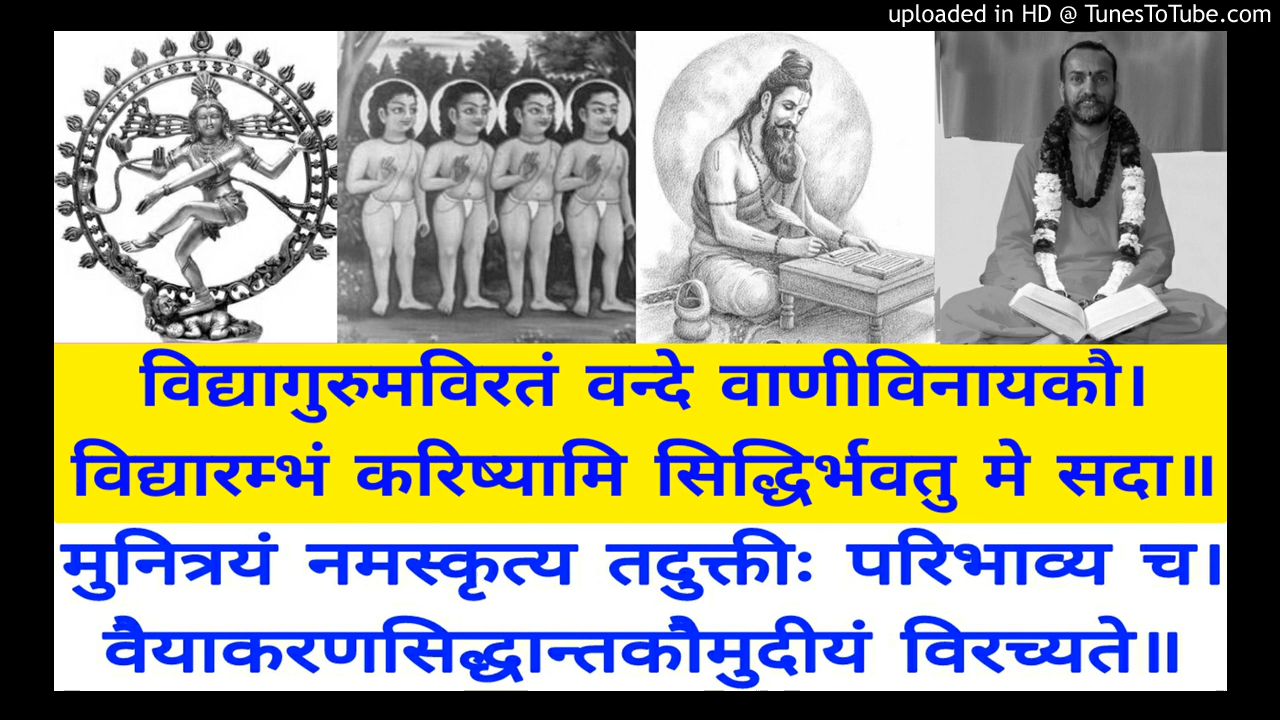 uploaded in HD @ TunesToTube.com
विद्यागुरुमविरतं वन्दे वाणीविनायकौ।
विद्यारम्भं करिष्यामि सिद्धिर्भवतु मे सदा॥
मुनित्रयं नमस्कृत्य तदुक्तीः परिभाव्य च।
वैयाकरणसिद्धान्तकौमुदीयं विरच्यते॥